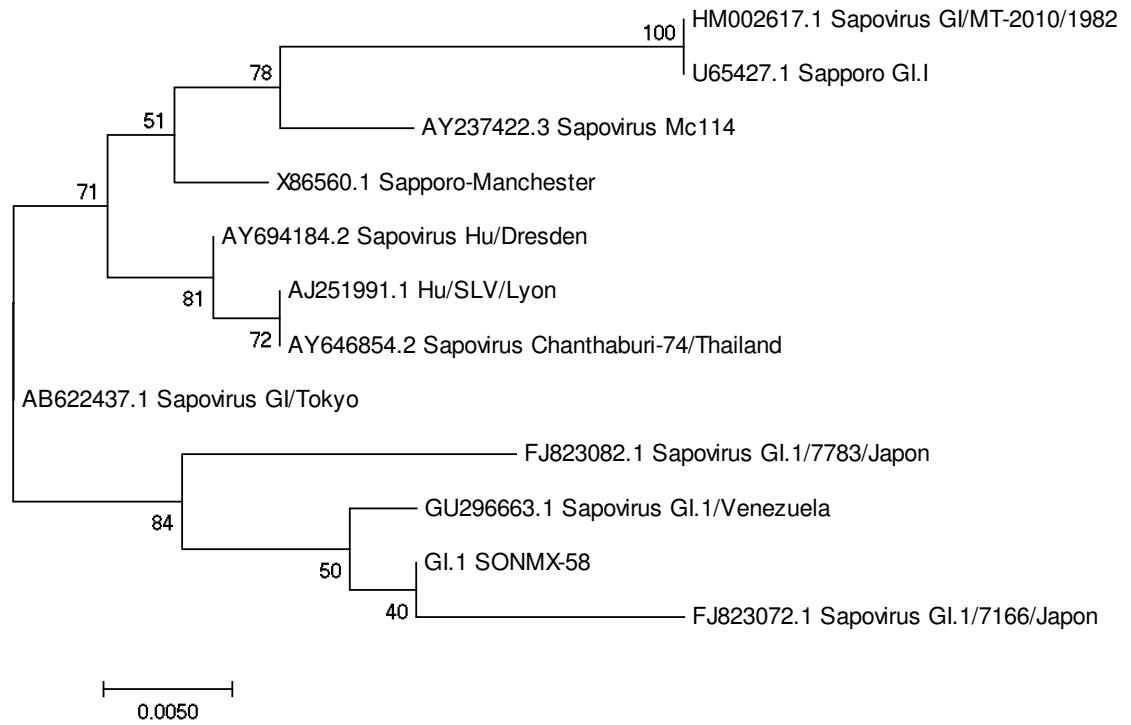 HM002617.1 Sapovirus GI/MT-2010/1982
100
U65427.1 Sapporo GI.I
78
AY237422.3 Sapovirus Mc114
51
X86560.1 Sapporo-Manchester
71
AY694184.2 Sapovirus Hu/Dresden
81
AJ251991.1 Hu/SLV/Lyon
72
AY646854.2 Sapovirus Chanthaburi-74/Thailand
AB622437.1 Sapovirus GI/Tokyo
FJ823082.1 Sapovirus GI.1/7783/Japon
84
GU296663.1 Sapovirus GI.1/Venezuela
50
GI.1 SONMX-58
40
FJ823072.1 Sapovirus GI.1/7166/Japon
0.0050